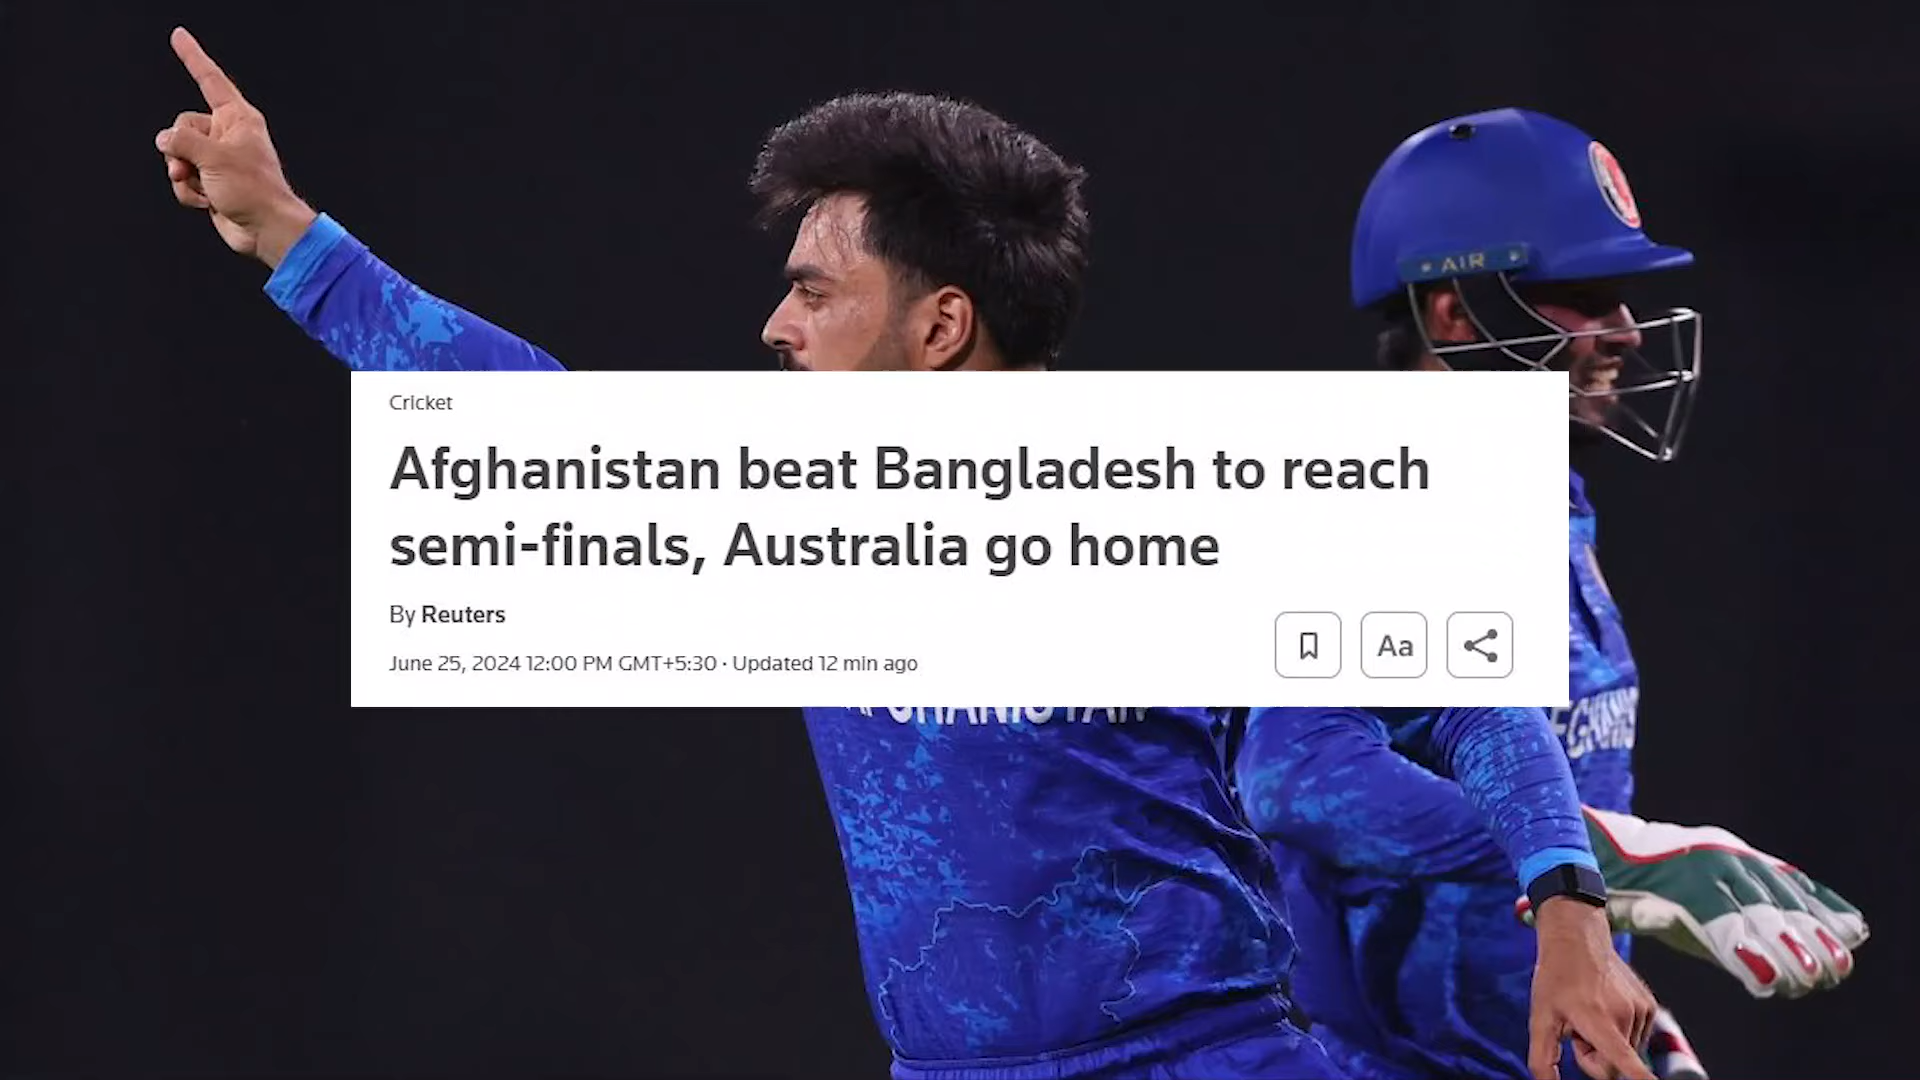 AIR
Cricket
Afghanistan beat Bangladesh to reach
semi-finals, Australia go home
By Reuters
June 25, 2024 12:00 PM GMT+5:30 · Updated 12 min ago
Aa